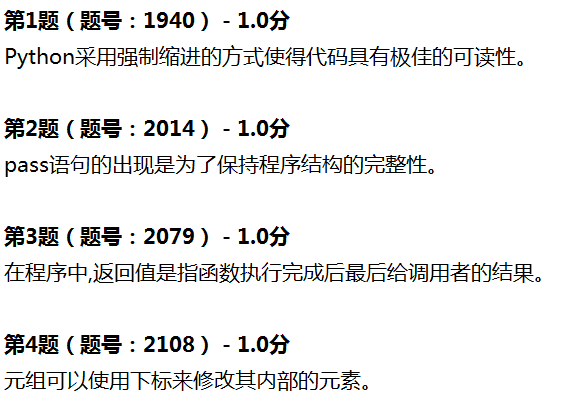 第1题（题号：1940） - 1.0分
Python采用强制缩进的方式使得代码具有极佳的可读性。
第2题（题号：2014） - 1.0分
pass语句的出现是为了保持程序结构的完整性。
第3题（题号：2079） - 1.0分
在程序中,返回值是指函数执行完成后最后给调用者的结果。
第4题（题号：2108） - 1.0分
元组可以使用下标来修改其内部的元素。